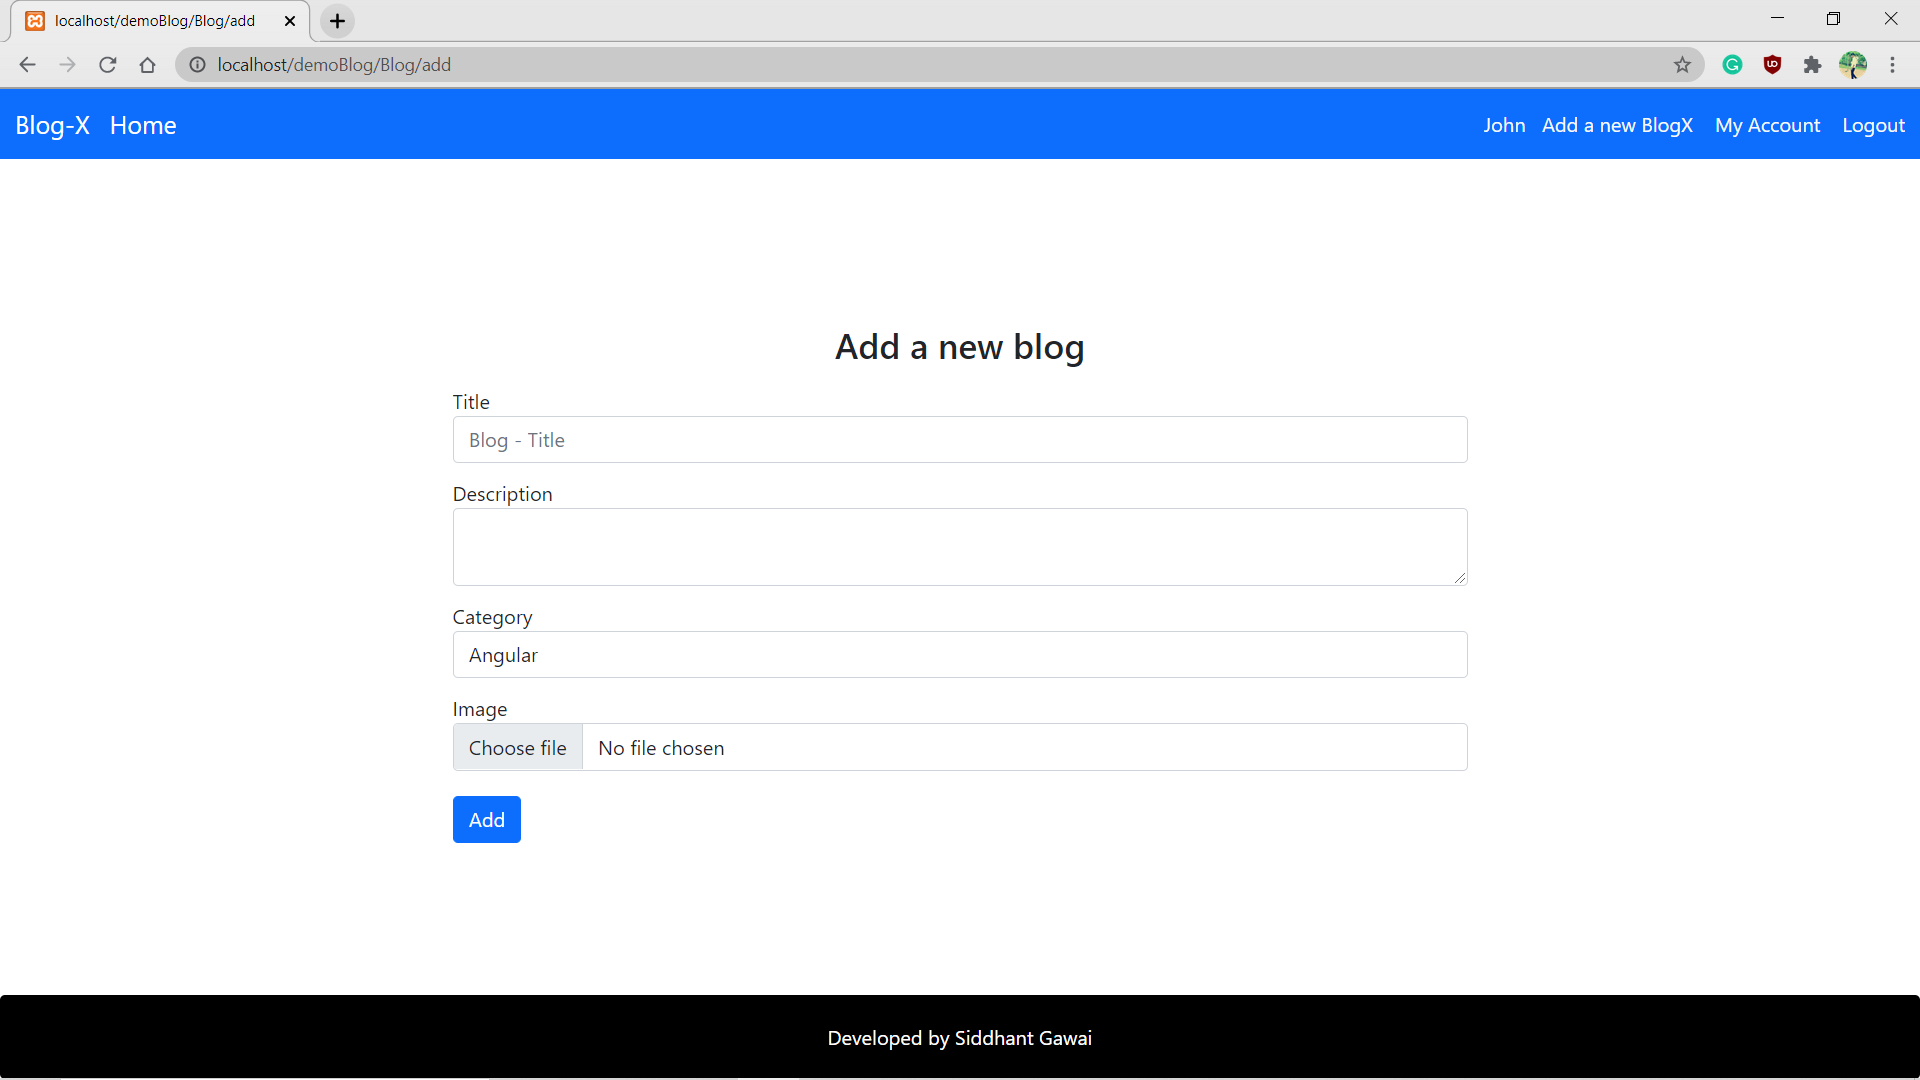 localhost/demoBlog/Blog/add
localhost/demoBlog/Blog/add
Blog-X Home John Add a new BlogX My Account Logout
Add a new blog
Title
Blog - Title
Description
Category
Angular
Image
Choose file No file chosen
Add
Developed by Siddhant Gawai